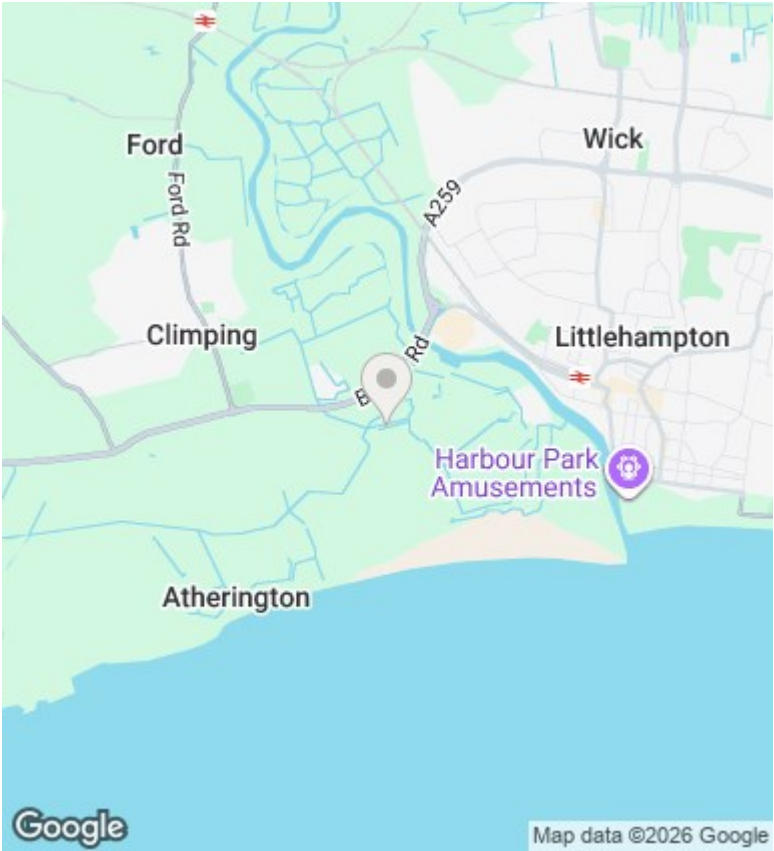 Ford
Wick
Ford Rd
A259
Climping
Rd
Littlehampton
Harbour Park
Amusements
Atherington
Google
Map data ©2026 Google